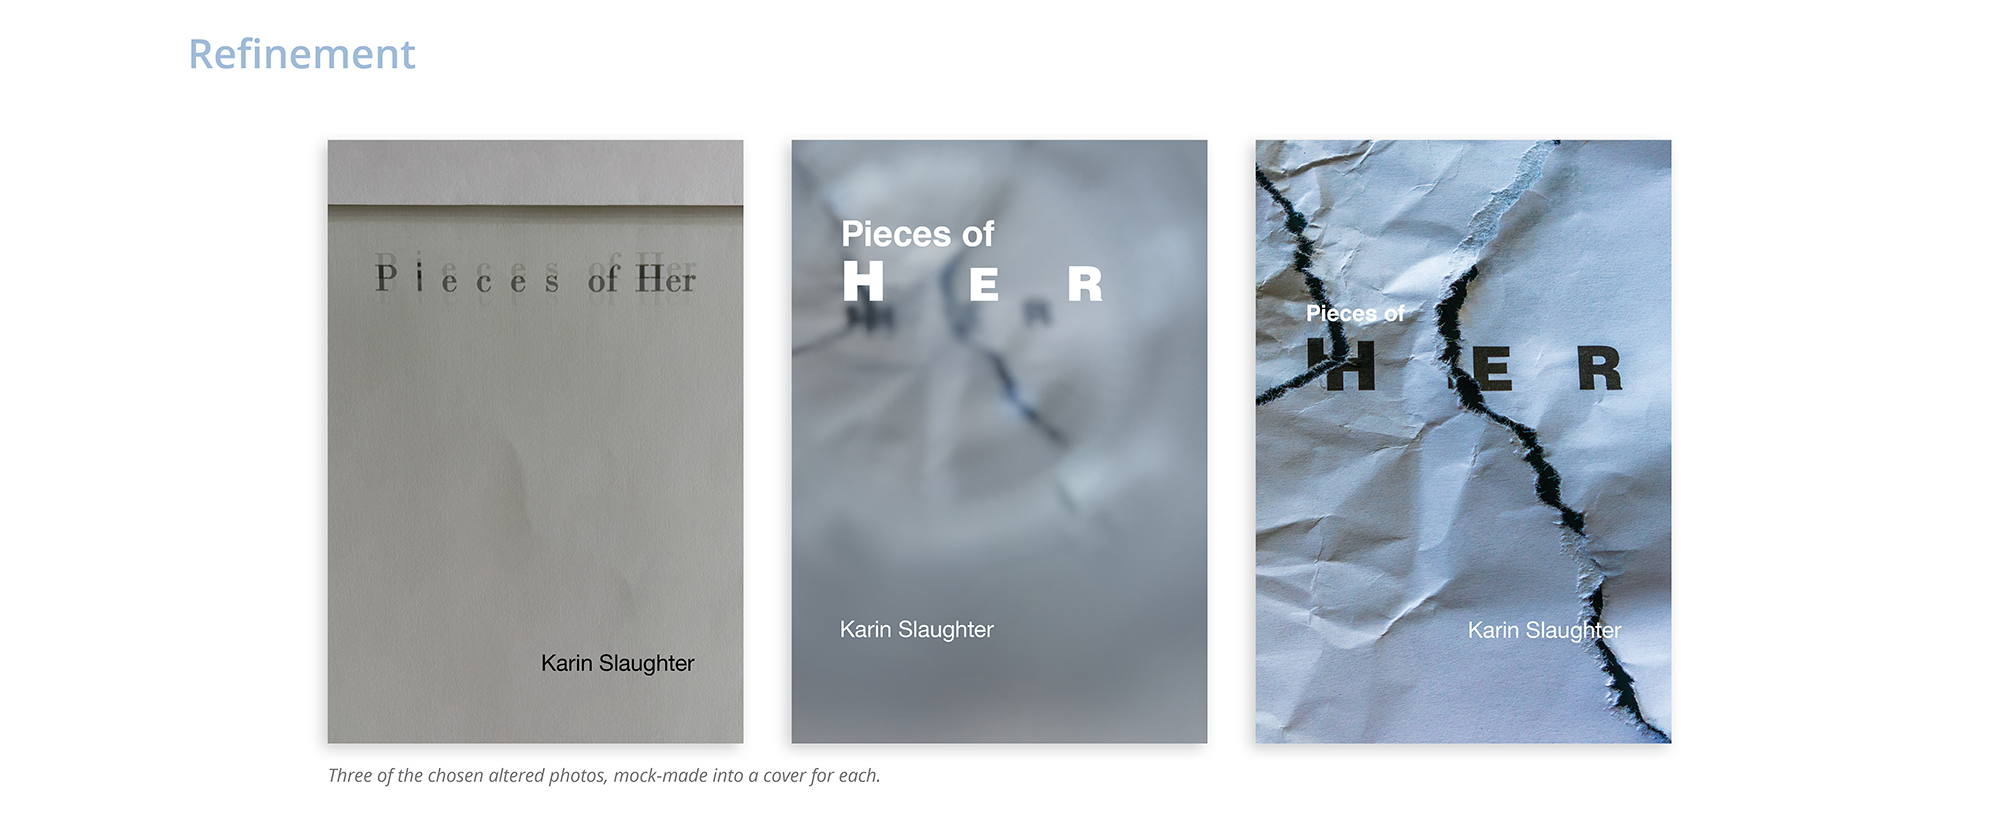 Refinement
Pieces of Her
Karin Slaughter
Pieces of
H E R
Karin Slaughter
Pieces of
H E R
Karin Slaughter
Three of the chosen altered photos, mock-made into a cover for each.